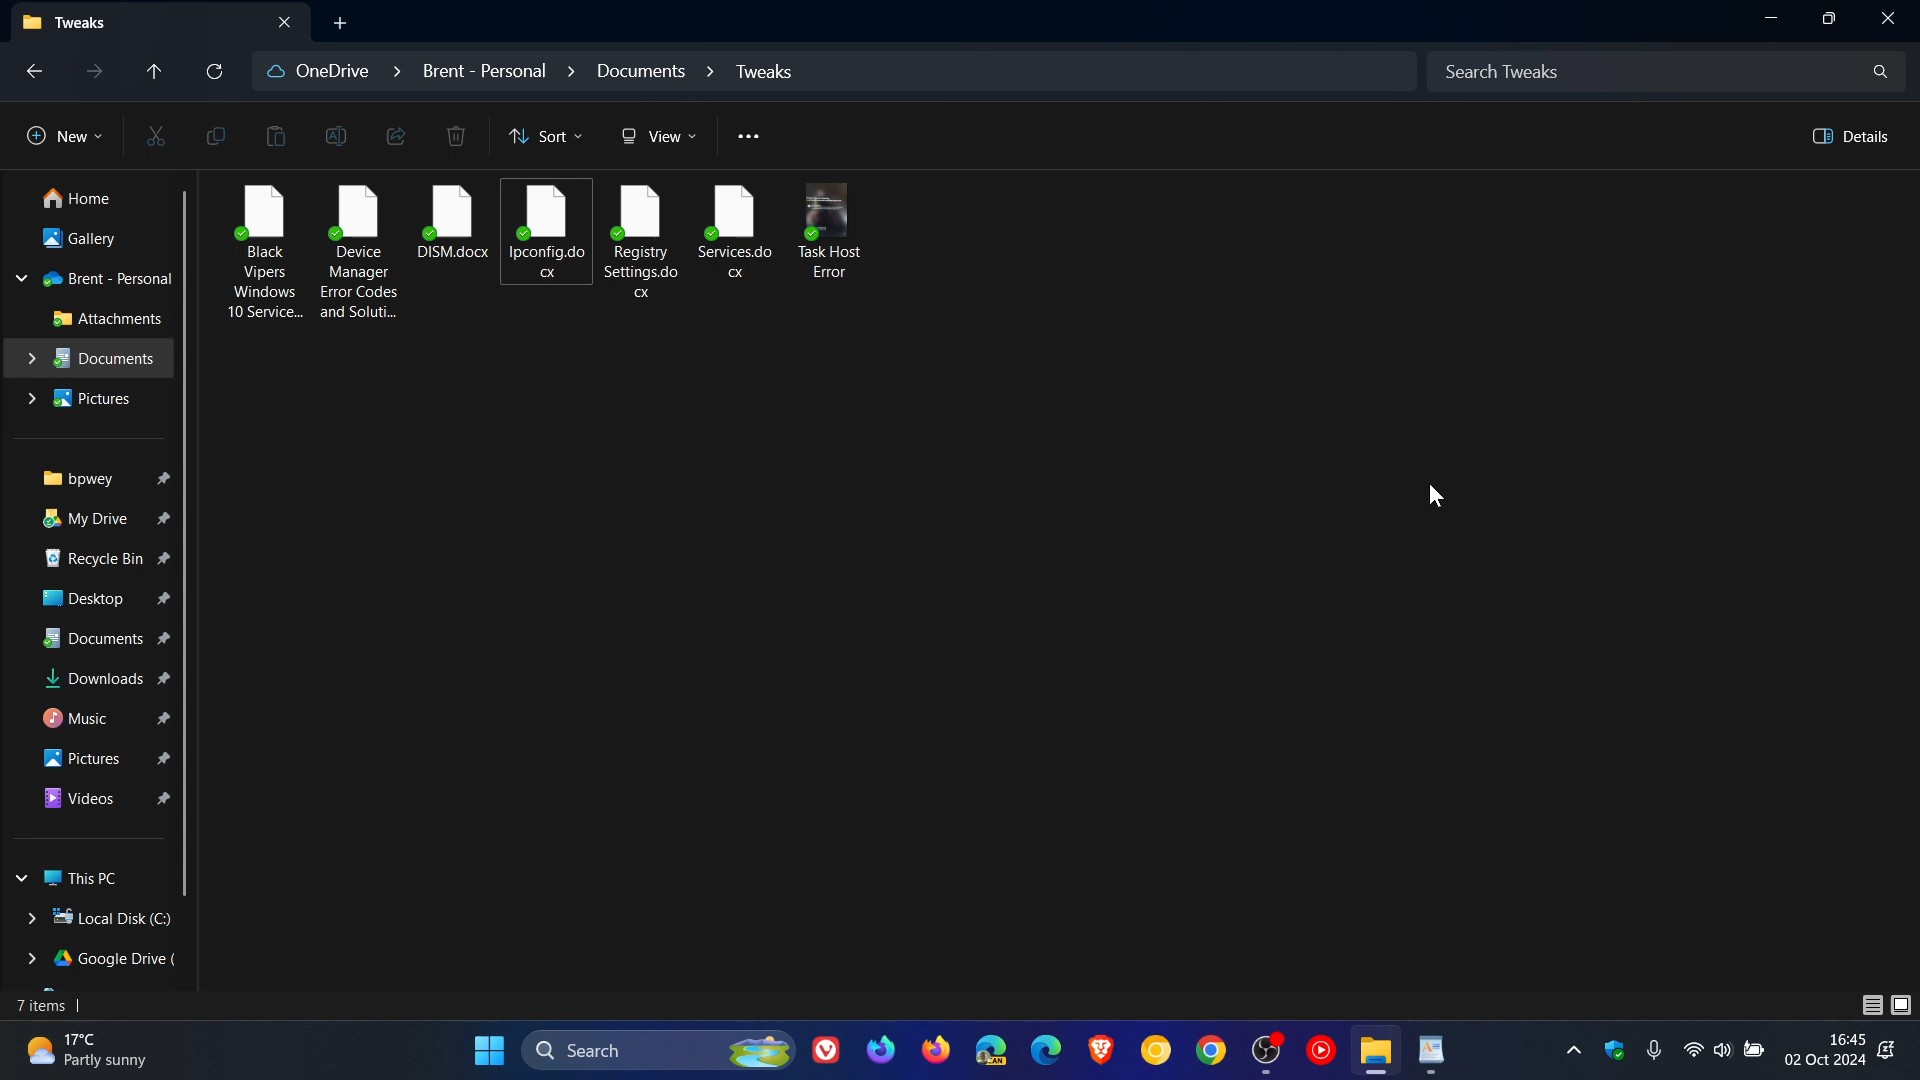 Tweaks
OneDrive > Brent - Personal > Documents > Tweaks
Search Tweaks
New
Sort
View
Details
Home
Gallery
Brent - Personal
Attachments
Documents
Pictures
bpwey
My Drive
Recycle Bin
Desktop
Documents
Downloads
Music
Pictures
Videos
This PC
Local Disk (C:)
Google Drive (
Black
Vipers
Windows
10 Service...
Device
Manager
Error Codes
and Soluti...
DISM.docx
Ipconfig.do
cx
Registry
Settings.do
cx
Services.do
cx
Task Host
Error
7 items
17°C
Partly sunny
Search
CAN
16:45
02 Oct 2024